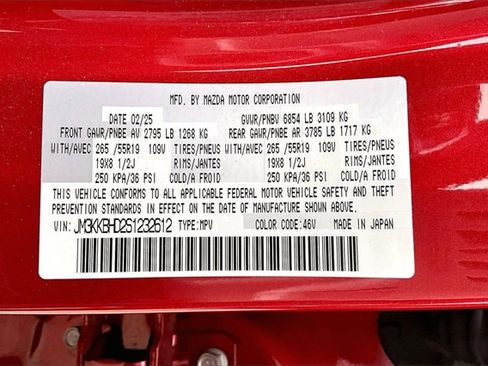 MFD. BY MAZDA MOTOR CORPORATION
DATE 02/25 GVWR/PNBV 6854 LB 3109 KG
FRONT GAWR/PNBE AV 2795 LB 1268 KG REAR GAWR/PNBE AR 3785 LB 1717 KG
WITH/AVEC 265 /55R19 109V TIRES/PNEUS WITH/AVEC 265 /55R19 109V TIRES/PNEUS
19X8 1/2J RIMS/JANTES 19X8 1/2J RIMS/JANTES
250 KPA/36 PSI COLD/A FROID 250 KPA/36 PSI COLD/A FROID
THIS VEHICLE CONFORMS TO ALL APPLICABLE FEDERAL MOTOR VEHICLE SAFETY AND THEFT
PREVENTION STANDARDS IN EFFECT ON THE DATE OF MANUFACTURE SHOWN ABOVE.
VIN: JM3KKBHD2S1232612 TYPE:MPV COLOR CODE:46V MADE IN JAPAN